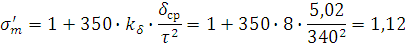 σ′ₘ = 1 + 350 · k_δ · δ_ср / τ² = 1 + 350 · 8 · 5,02 / 340² = 1,12